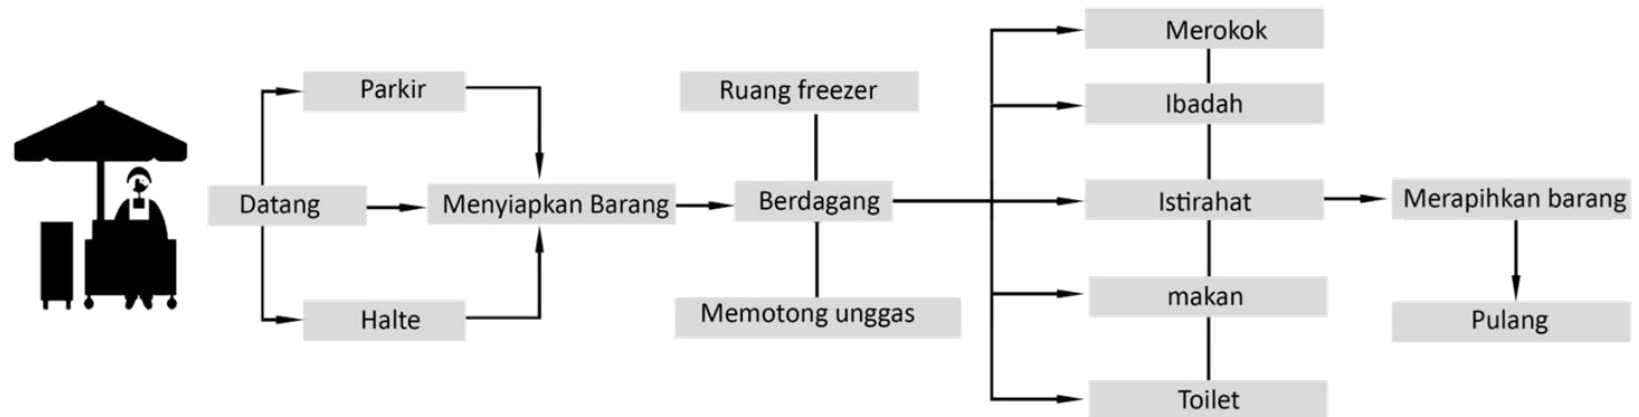 Datang
Parkir
Halte
Menyiapkan Barang
Ruang freezer
Berdagang
Memotong unggas
Merokok
Ibadah
Istirahat
makan
Toilet
Merapihkan barang
Pulang